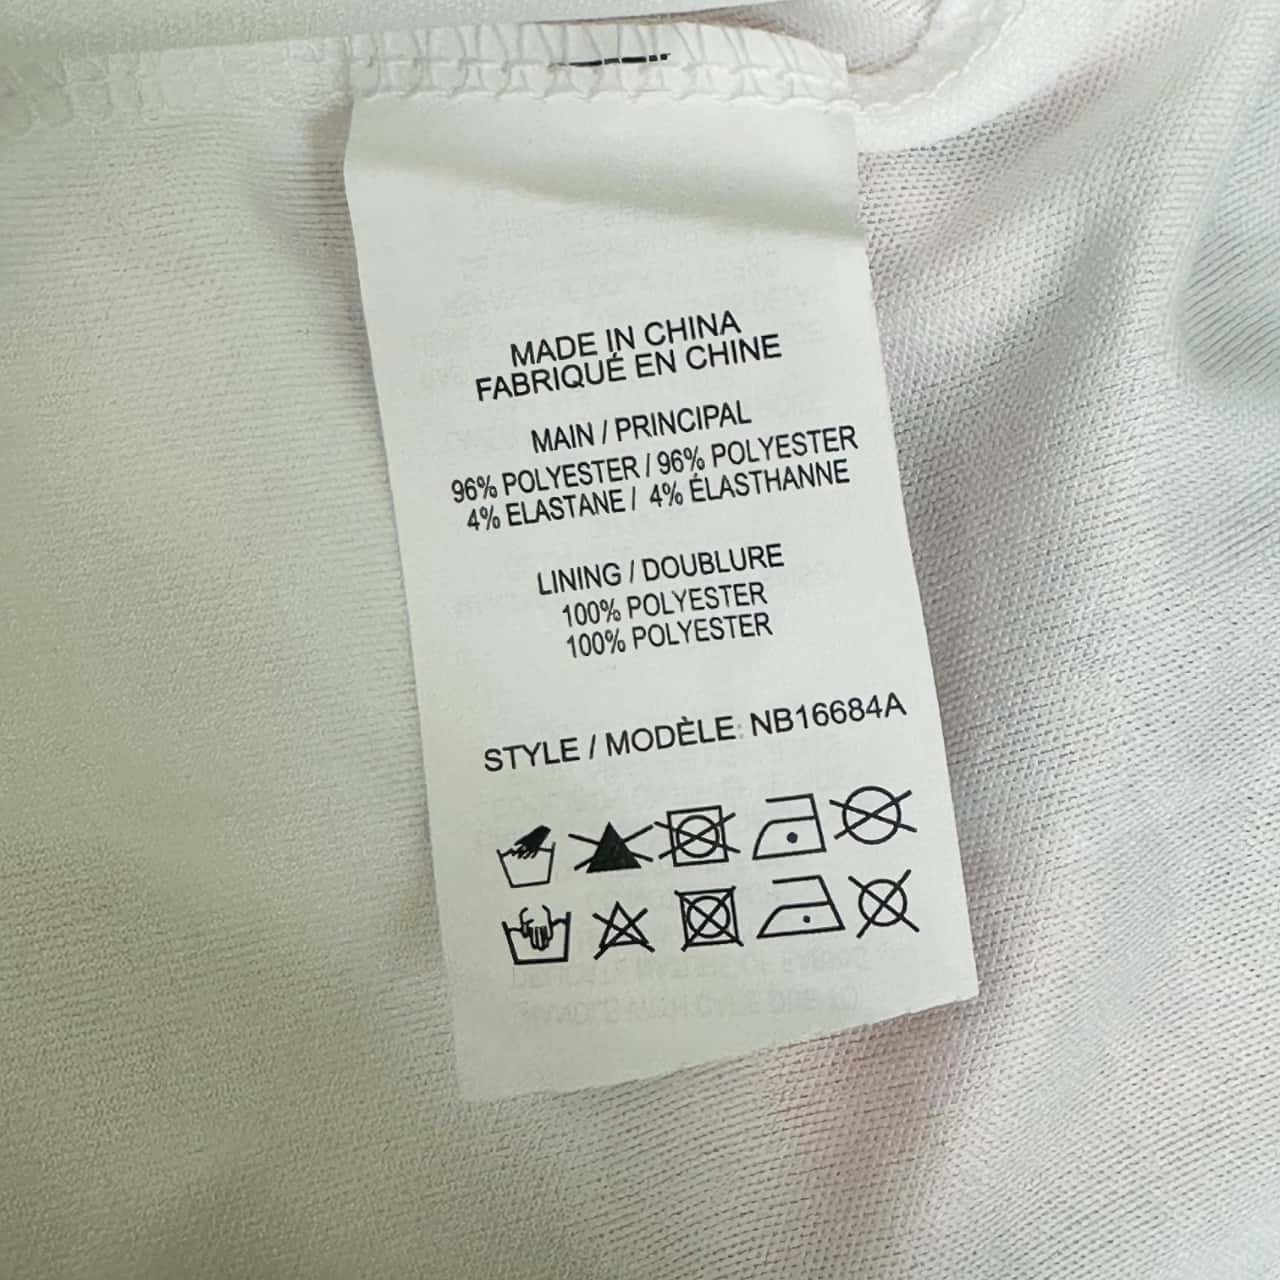 MADE IN CHINA
FABRIQUÉ EN CHINE
MAIN / PRINCIPAL
96% POLYESTER / 96% POLYESTER
4% ELASTANE / 4% ÉLASTHANNE
LINING / DOUBLURE
100% POLYESTER
100% POLYESTER
STYLE / MODÈLE: NB16684A